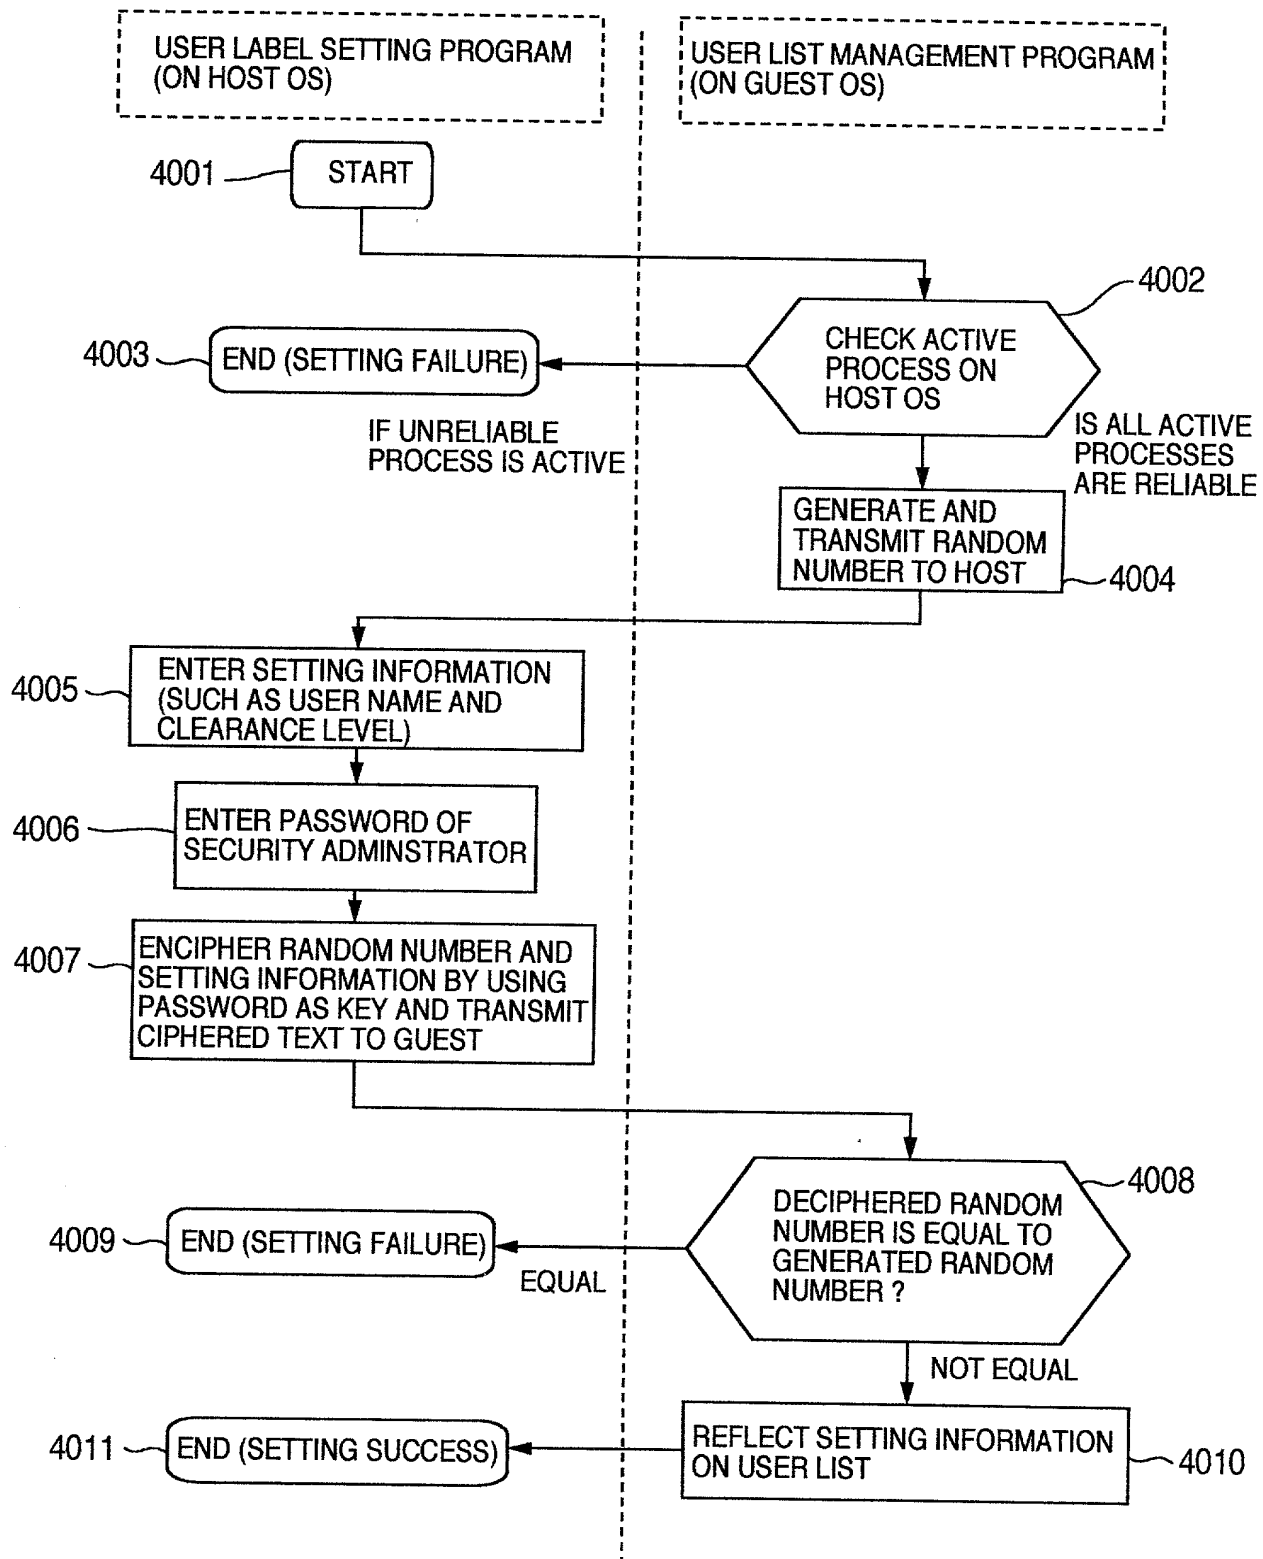 USER LABEL SETTING PROGRAM
(ON HOST OS)
USER LIST MANAGEMENT PROGRAM
(ON GUEST OS)
4001
START
4002
CHECK ACTIVE
PROCESS ON
HOST OS
4003
END (SETTING FAILURE)
IF UNRELIABLE
PROCESS IS ACTIVE
IS ALL ACTIVE
PROCESSES
ARE RELIABLE
GENERATE AND
TRANSMIT RANDOM
NUMBER TO HOST
4004
4005
ENTER SETTING INFORMATION
(SUCH AS USER NAME AND
CLEARANCE LEVEL)
4006
ENTER PASSWORD OF
SECURITY ADMINSTRATOR
4007
ENCIPHER RANDOM NUMBER AND
SETTING INFORMATION BY USING
PASSWORD AS KEY AND TRANSMIT
CIPHERED TEXT TO GUEST
4008
DECIPHERED RANDOM
NUMBER IS EQUAL TO
GENERATED RANDOM
NUMBER ?
4009
END (SETTING FAILURE)
EQUAL
NOT EQUAL
4011
END (SETTING SUCCESS)
REFLECT SETTING INFORMATION
ON USER LIST
4010